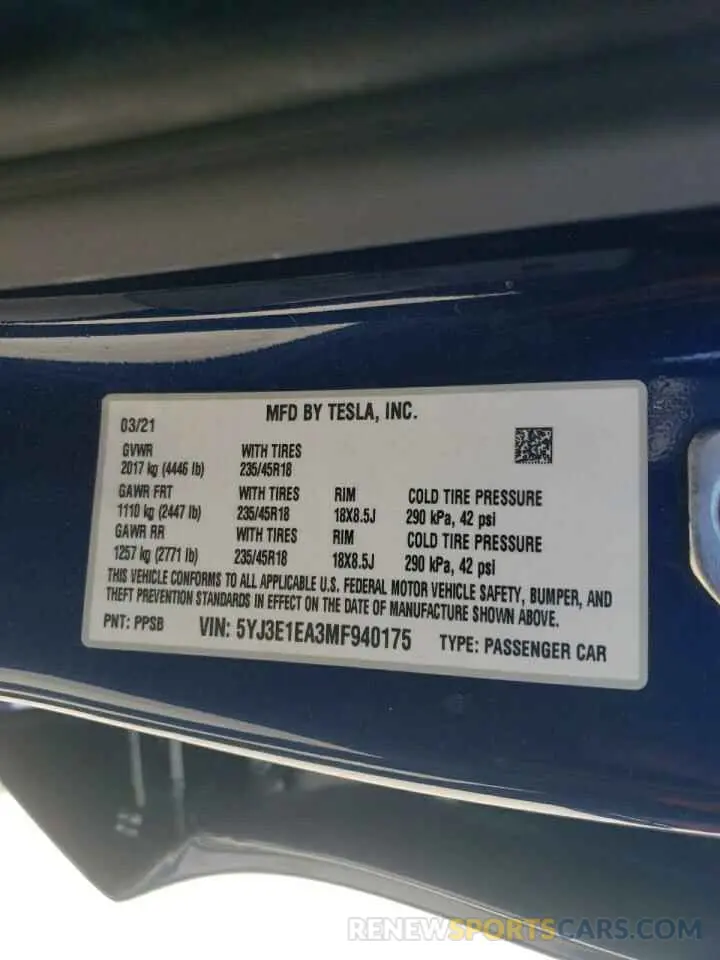 MFD BY TESLA, INC.
03/21
GVWR WITH TIRES
2017 kg (4446 lb) 235/45R18
GAWR FRT WITH TIRES RIM COLD TIRE PRESSURE
1110 kg (2447 lb) 235/45R18 18X8.5J 290 kPa, 42 psi
GAWR RR WITH TIRES RIM COLD TIRE PRESSURE
1257 kg (2771 lb) 235/45R18 18X8.5J 290 kPa, 42 psi
THIS VEHICLE CONFORMS TO ALL APPLICABLE U.S. FEDERAL MOTOR VEHICLE SAFETY, BUMPER, AND
THEFT PREVENTION STANDARDS IN EFFECT ON THE DATE OF MANUFACTURE SHOWN ABOVE.
PNT: PPSB VIN: 5YJ3E1EA3MF940175 TYPE: PASSENGER CAR
RENEWSPORTSCARS.COM